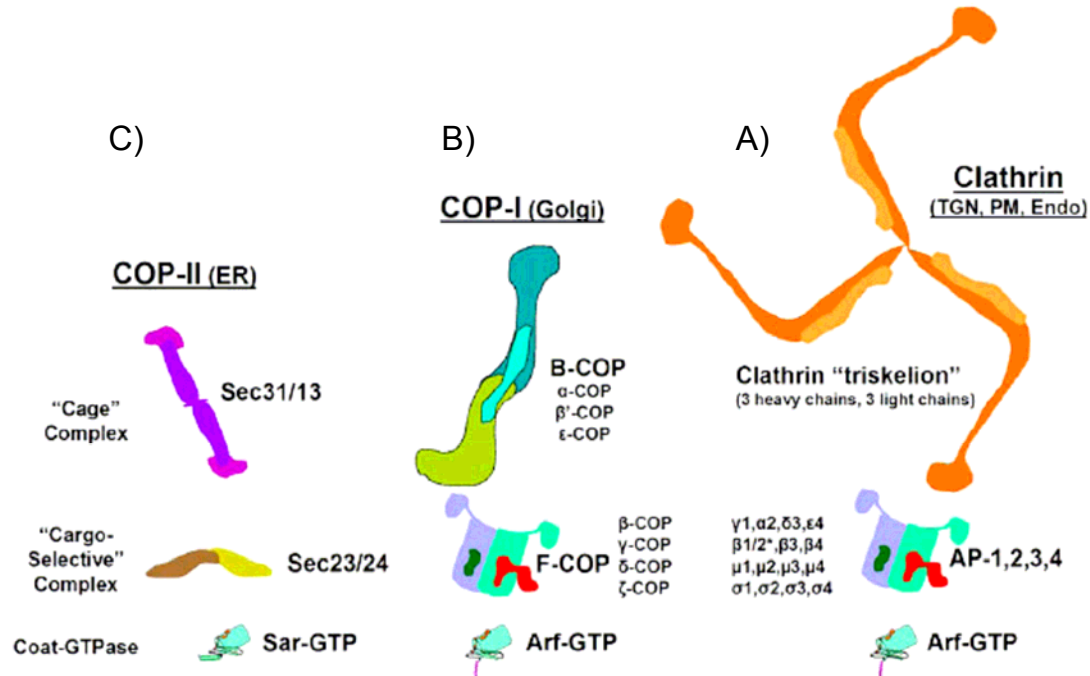 C)
B)
A)
Clathrin
(TGN, PM, Endo)
COP-I (Golgi)
COP-II (ER)
"Cage"
Complex
Sec31/13
B-COP
α-COP
β'-COP
ε-COP
Clathrin "triskelion"
(3 heavy chains, 3 light chains)
"Cargo-
Selective"
Complex
Sec23/24
F-COP
β-COP
γ-COP
δ-COP
ζ-COP
γ1,α2,δ3,ε4
β1/2*,β3,β4
μ1,μ2,μ3,μ4
σ1,σ2,σ3,σ4
AP-1,2,3,4
Coat-GTPase
Sar-GTP
Arf-GTP
Arf-GTP